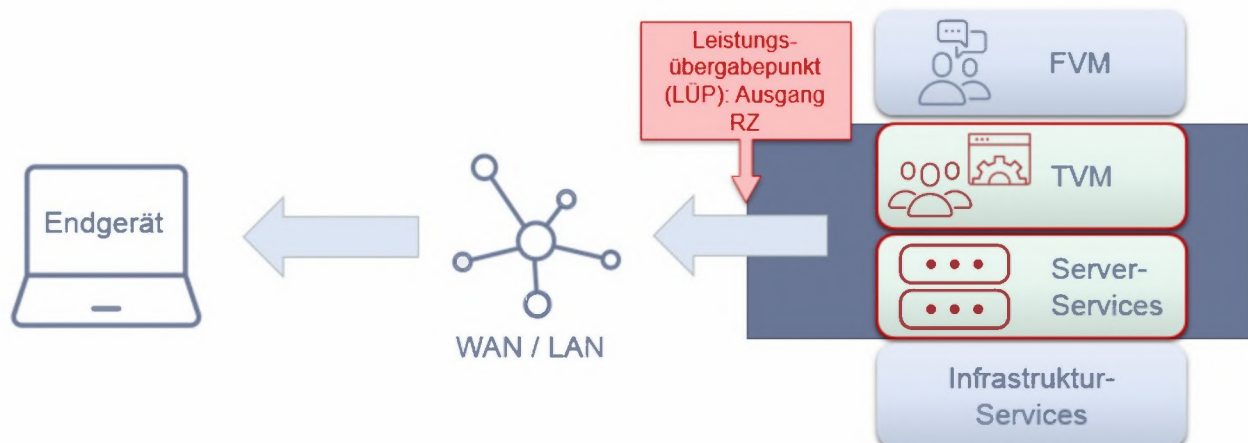 Leistungs-
übergabepunkt
(LÜP): Ausgang
RZ
FVM
TVM
Server-
Services
Infrastruktur-
Services
Endgerät
WAN / LAN